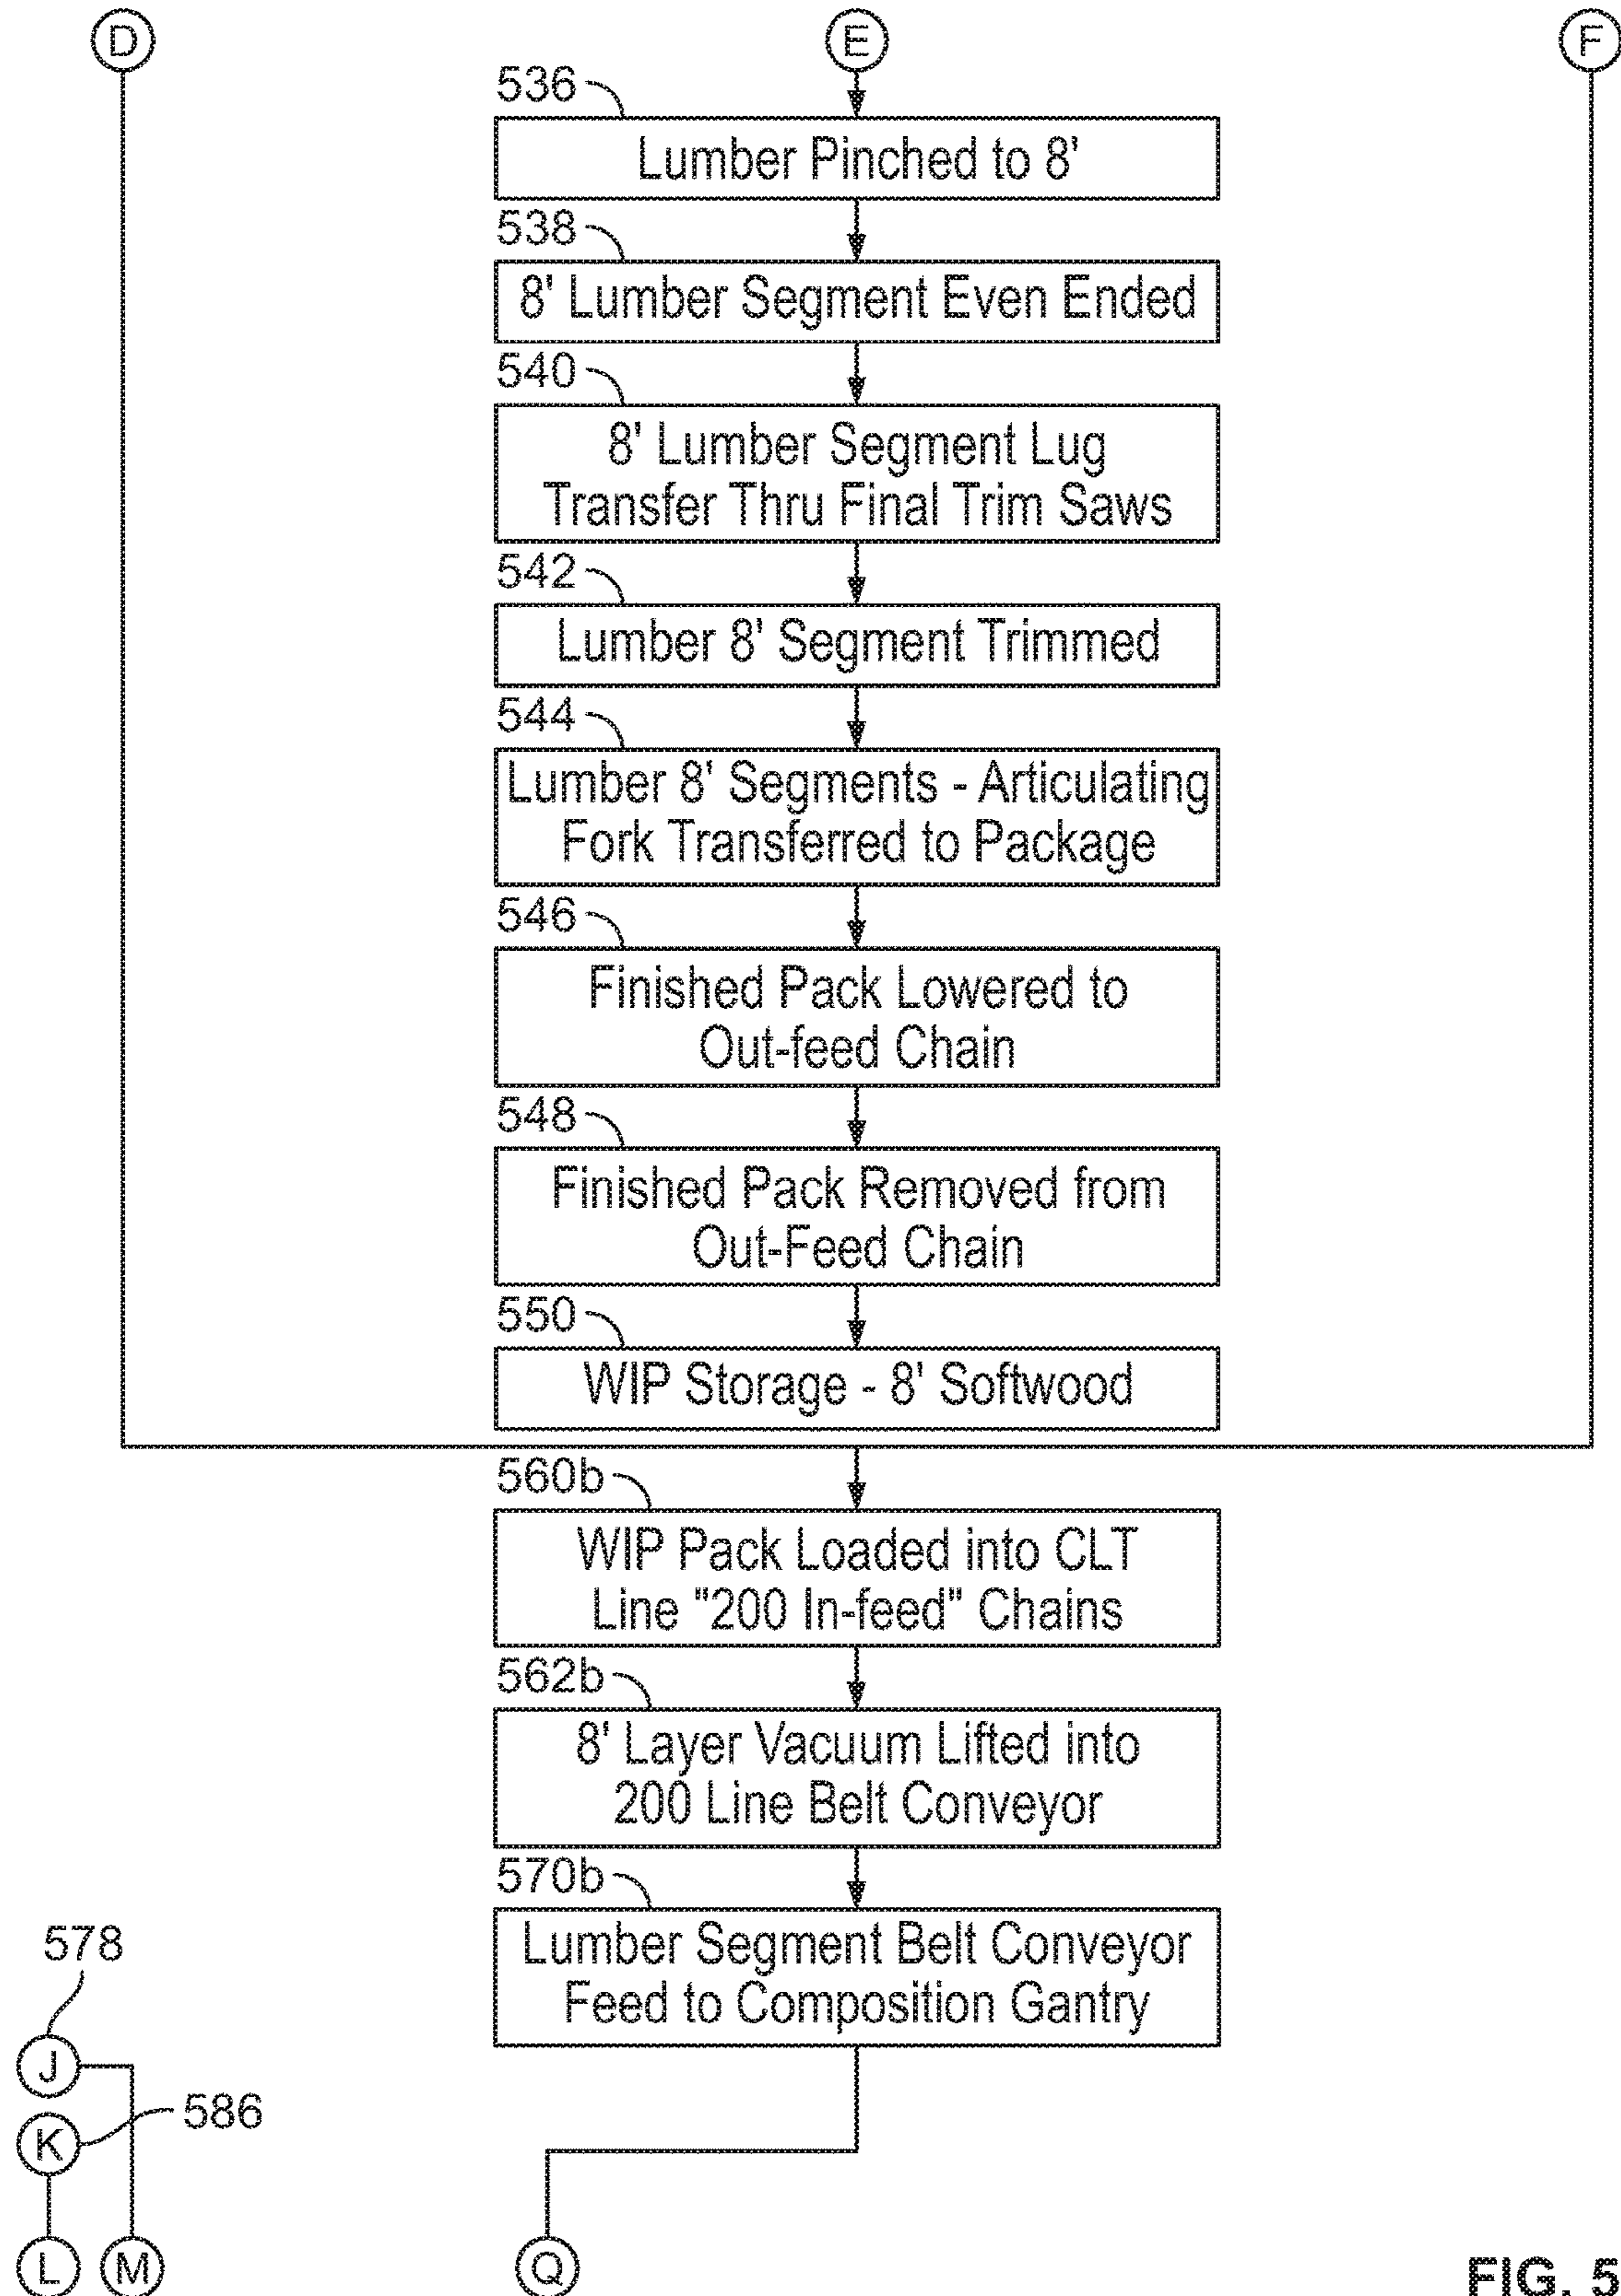 D
E
F
536
Lumber Pinched to 8'
538
8' Lumber Segment Even Ended
540
8' Lumber Segment Lug
Transfer Thru Final Trim Saws
542
Lumber 8' Segment Trimmed
544
Lumber 8' Segments - Articulating
Fork Transferred to Package
546
Finished Pack Lowered to
Out-feed Chain
548
Finished Pack Removed from
Out-Feed Chain
550
WIP Storage - 8' Softwood
560b
WIP Pack Loaded into CLT
Line "200 In-feed" Chains
562b
8' Layer Vacuum Lifted into
200 Line Belt Conveyor
570b
Lumber Segment Belt Conveyor
Feed to Composition Gantry
578
J
586
K
L
M
Q
FIG. 5